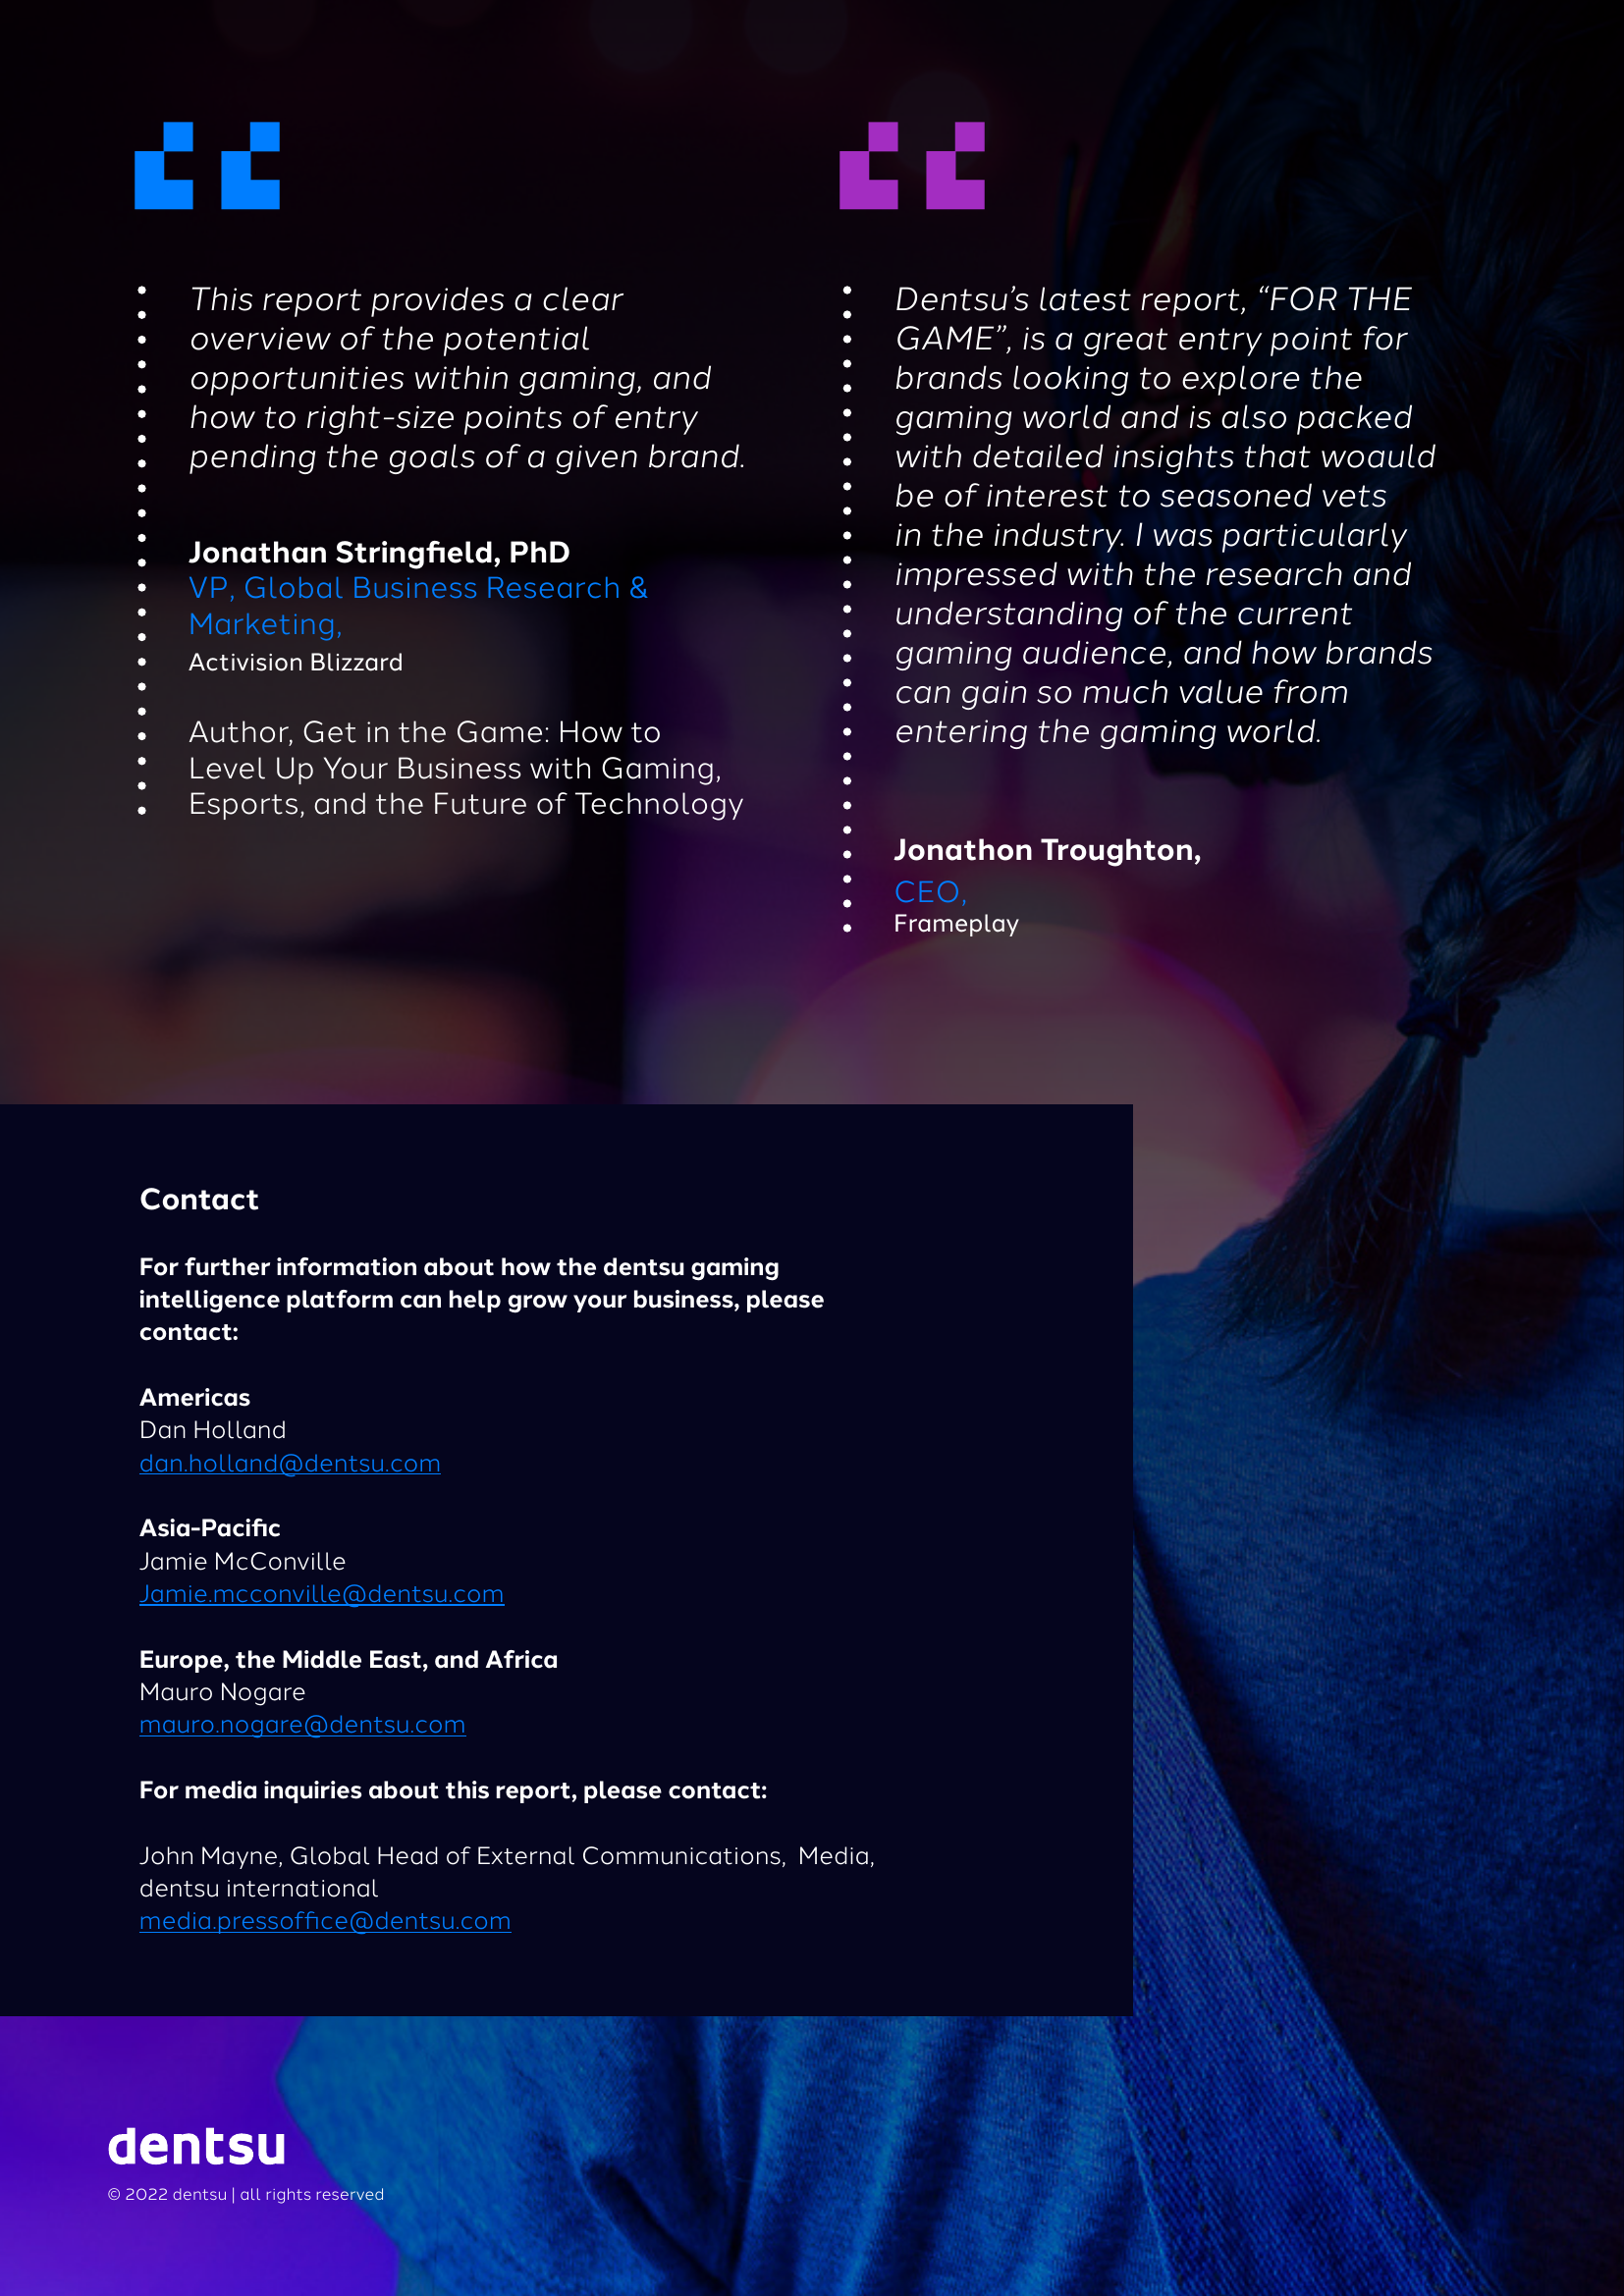 This report provides a clear
overview of the potential
opportunities within gaming, and
how to right-size points of entry
pending the goals of a given brand.
Jonathan Stringfield, PhD
VP, Global Business Research &
Marketing,
Activision Blizzard
Author, Get in the Game: How to
Level Up Your Business with Gaming,
Esports, and the Future of Technology
Dentsu’s latest report, “FOR THE
GAME”, is a great entry point for
brands looking to explore the
gaming world and is also packed
with detailed insights that woauld
be of interest to seasoned vets
in the industry. I was particularly
impressed with the research and
understanding of the current
gaming audience, and how brands
can gain so much value from
entering the gaming world.
Jonathon Troughton,
CEO,
Frameplay
Contact
For further information about how the dentsu gaming
intelligence platform can help grow your business, please
contact:
Americas
Dan Holland
dan.holland@dentsu.com
Asia-Pacific
Jamie McConville
Jamie.mcconville@dentsu.com
Europe, the Middle East, and Africa
Mauro Nogare
mauro.nogare@dentsu.com
For media inquiries about this report, please contact:
John Mayne, Global Head of External Communications, Media,
dentsu international
media.pressoffice@dentsu.com
dentsu
© 2022 dentsu | all rights reserved